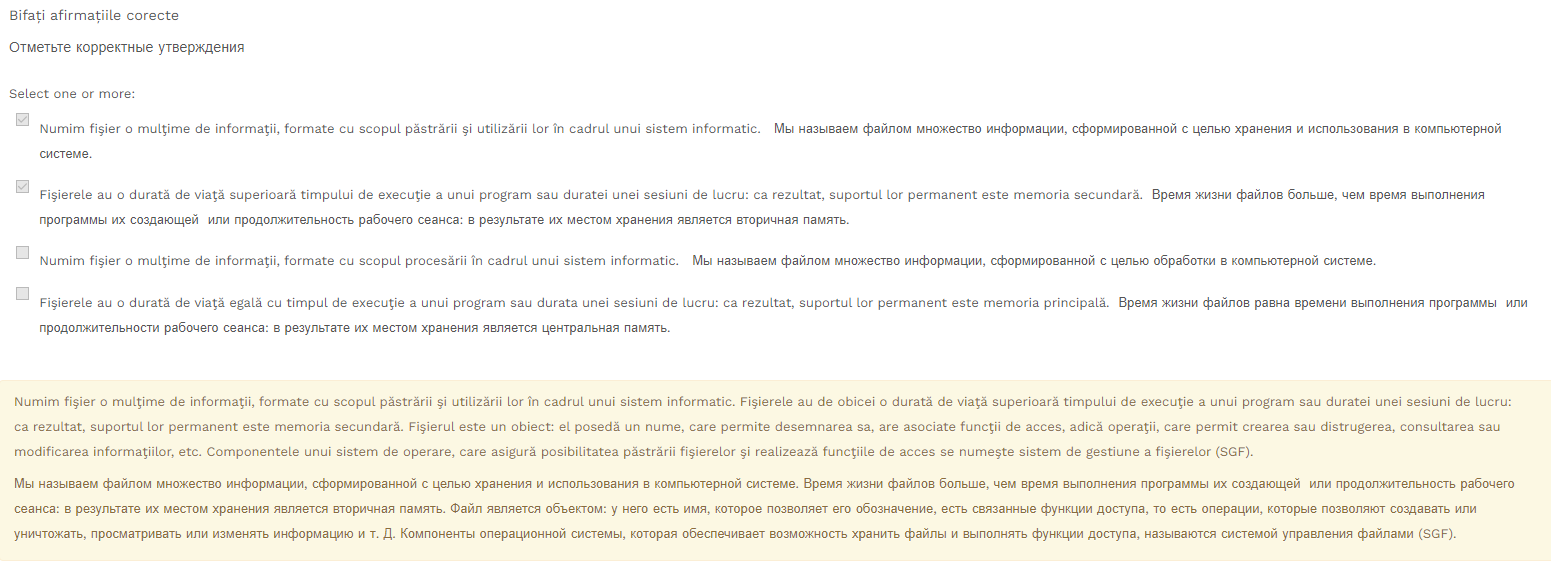 Bifați afirmațiile corecte
Отметьте корректные утверждения
Select one or more:
Numim fişier o mulţime de informaţii, formate cu scopul păstrării şi utilizării lor în cadrul unui sistem informatic. Мы называем файлом множество информации, сформированной с целью хранения и использования в компьютерной
системе.
Fişierele au o durată de viaţă superioară timpului de execuţie a unui program sau duratei unei sesiuni de lucru: ca rezultat, suportul lor permanent este memoria secundară. Время жизни файлов больше, чем время выполнения
программы их создающей или продолжительность рабочего сеанса: в результате их местом хранения является вторичная память.
Numim fişier o mulţime de informaţii, formate cu scopul procesării în cadrul unui sistem informatic. Мы называем файлом множество информации, сформированной с целью обработки в компьютерной системе.
Fişierele au o durată de viaţă egală cu timpul de execuţie a unui program sau durata unei sesiuni de lucru: ca rezultat, suportul lor permanent este memoria principală. Время жизни файлов равна времени выполнения программы или
продолжительности рабочего сеанса: в результате их местом хранения является центральная память.
Numim fişier o mulţime de informaţii, formate cu scopul păstrării şi utilizării lor în cadrul unui sistem informatic. Fişierele au de obicei o durată de viaţă superioară timpului de execuţie a unui program sau duratei unei sesiuni de lucru:
ca rezultat, suportul lor permanent este memoria secundară. Fişierul este un obiect: el posedă un nume, care permite desemnarea sa, are asociate funcţii de acces, adică operaţii, care permit crearea sau distrugerea, consultarea sau
modificarea informaţiilor, etc. Componentele unui sistem de operare, care asigură posibilitatea păstrării fişierelor şi realizează funcţiile de acces se numeşte sistem de gestiune a fişierelor (SGF).
Мы называем файлом множество информации, сформированной с целью хранения и использования в компьютерной системе. Время жизни файлов больше, чем время выполнения программы их создающей или продолжительность рабочего
сеанса: в результате их местом хранения является вторичная память. Файл является объектом: у него есть имя, которое позволяет его обозначение, есть связанные функции доступа, то есть операции, которые позволяют создавать или
уничтожать, просматривать или изменять информацию и т. Д. Компоненты операционной системы, которая обеспечивает возможность хранить файлы и выполнять функции доступа, называются системой управления файлами (SGF).